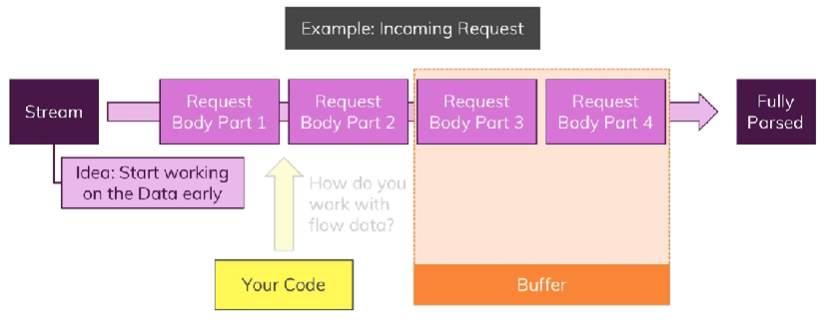 Example: Incoming Request
Stream
Request
Body Part 1
Request
Body Part 2
Request
Body Part 3
Request
Body Part 4
Fully
Parsed
Idea: Start working
on the Data early
How do you
work with
flow data?
Your Code
Buffer